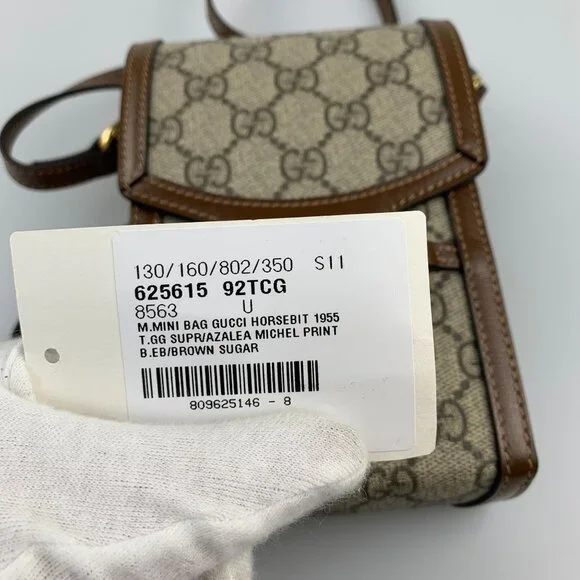 130/160/802/350 S11
625615 92TCG
8563 U
M.MINI BAG GUCCI HORSEBIT 1955
T.GG SUPR/AZALEA MICHEL PRINT
B.EB/BROWN SUGAR
809625146 - 8